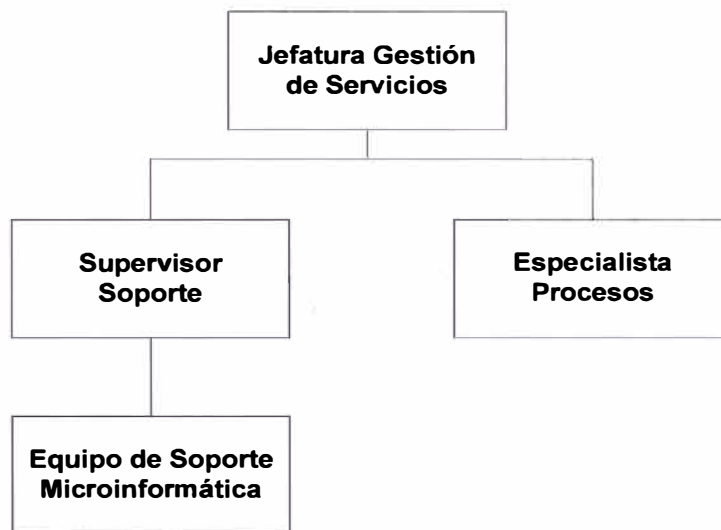 Jefatura Gestión
de Servicios
Supervisor
Soporte
Especialista
Procesos
Equipo de Soporte
Microinformática